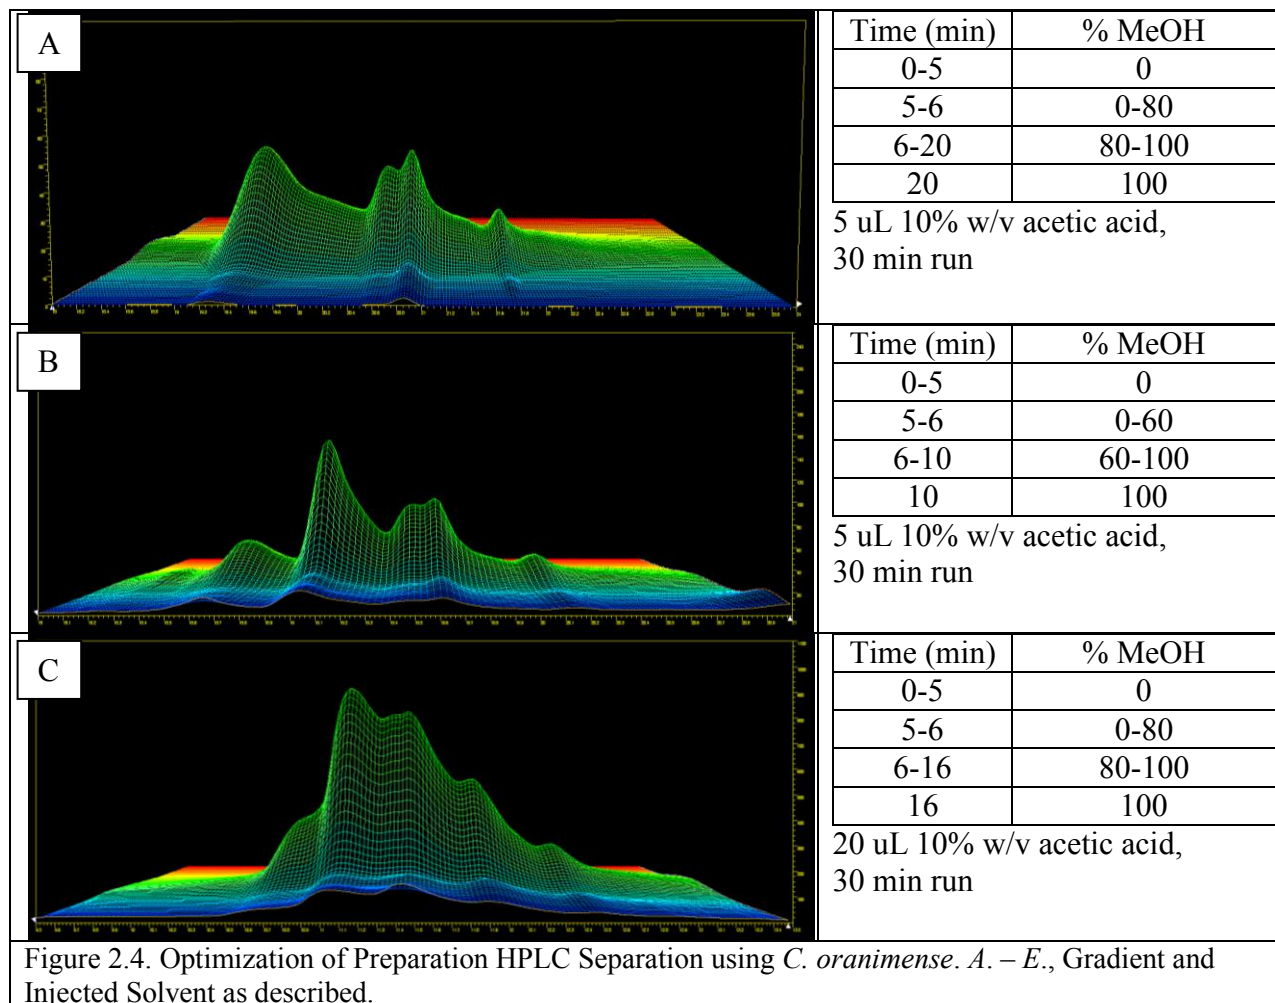 A
Time (min) % MeOH
0-5 0
5-6 0-80
6-20 80-100
20 100
5 uL 10% w/v acetic acid,
30 min run
B
Time (min) % MeOH
0-5 0
5-6 0-60
6-10 60-100
10 100
5 uL 10% w/v acetic acid,
30 min run
C
Time (min) % MeOH
0-5 0
5-6 0-80
6-16 80-100
16 100
20 uL 10% w/v acetic acid,
30 min run
Figure 2.4. Optimization of Preparation HPLC Separation using C. oranimense. A. – E., Gradient and
Injected Solvent as described.